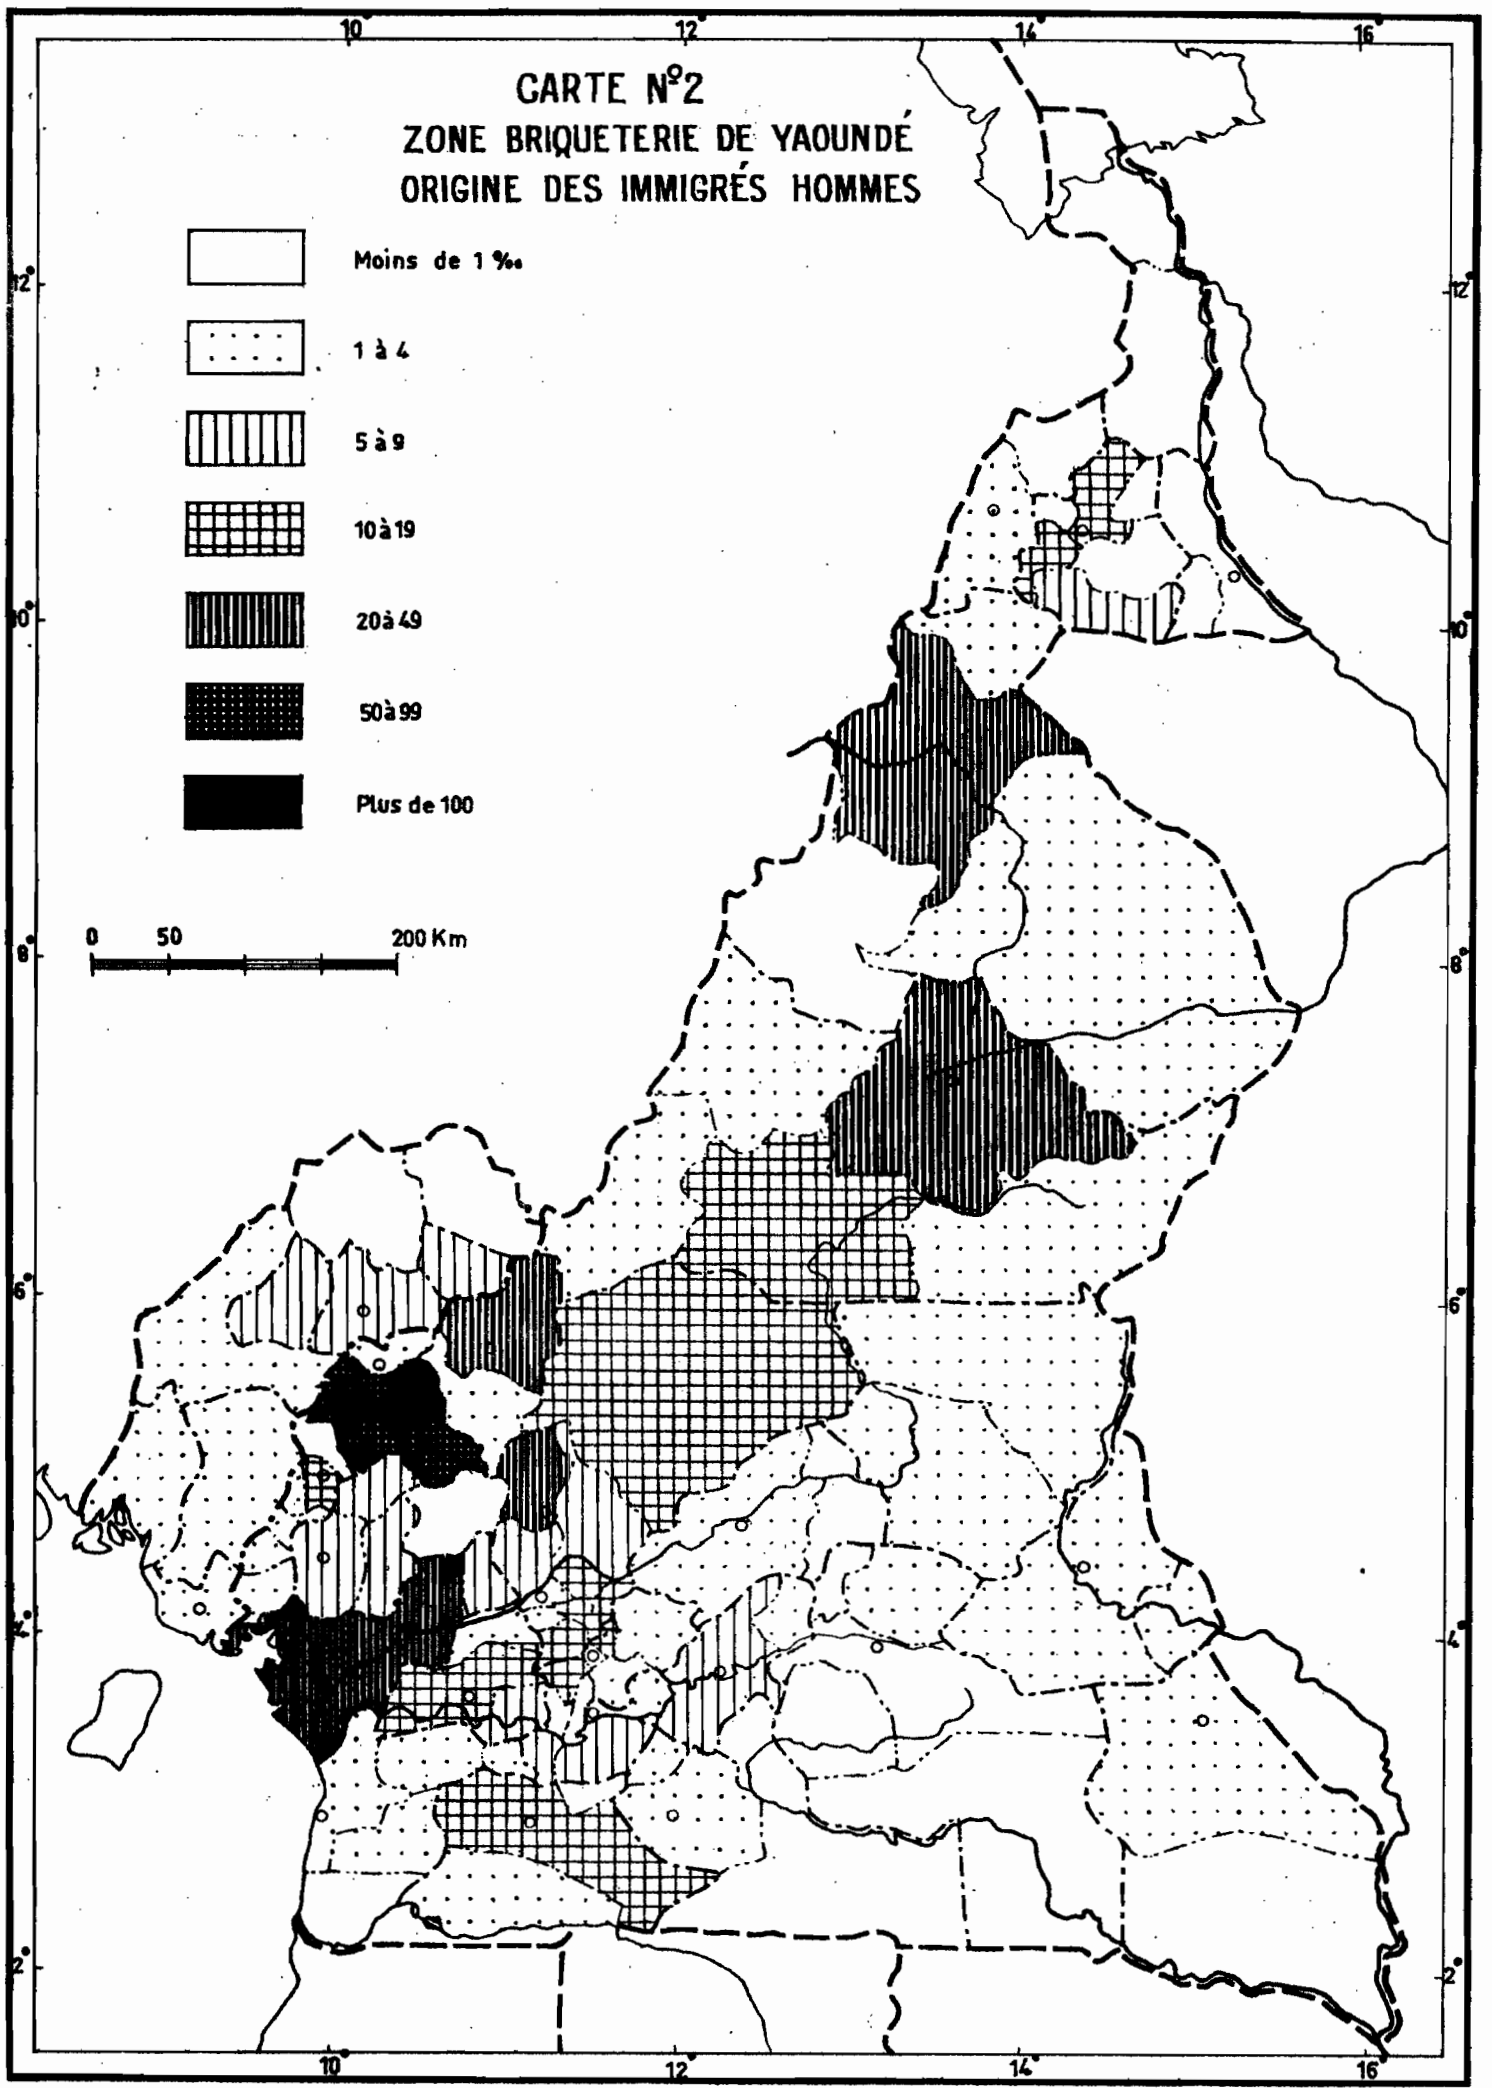 10° 12° 14° 16°
CARTE Nº2
ZONE BRIQUETERIE DE YAOUNDÉ
ORIGINE DES IMMIGRÉS HOMMES
Moins de 1 ‰
12° 12°
1 à 4
5 à 9
10 à 19
20 à 49
10° 10°
50 à 99
Plus de 100
0 50 200 Km
8° 8°
6° 6°
4° 4°
2° 2°
10° 12° 14° 16°